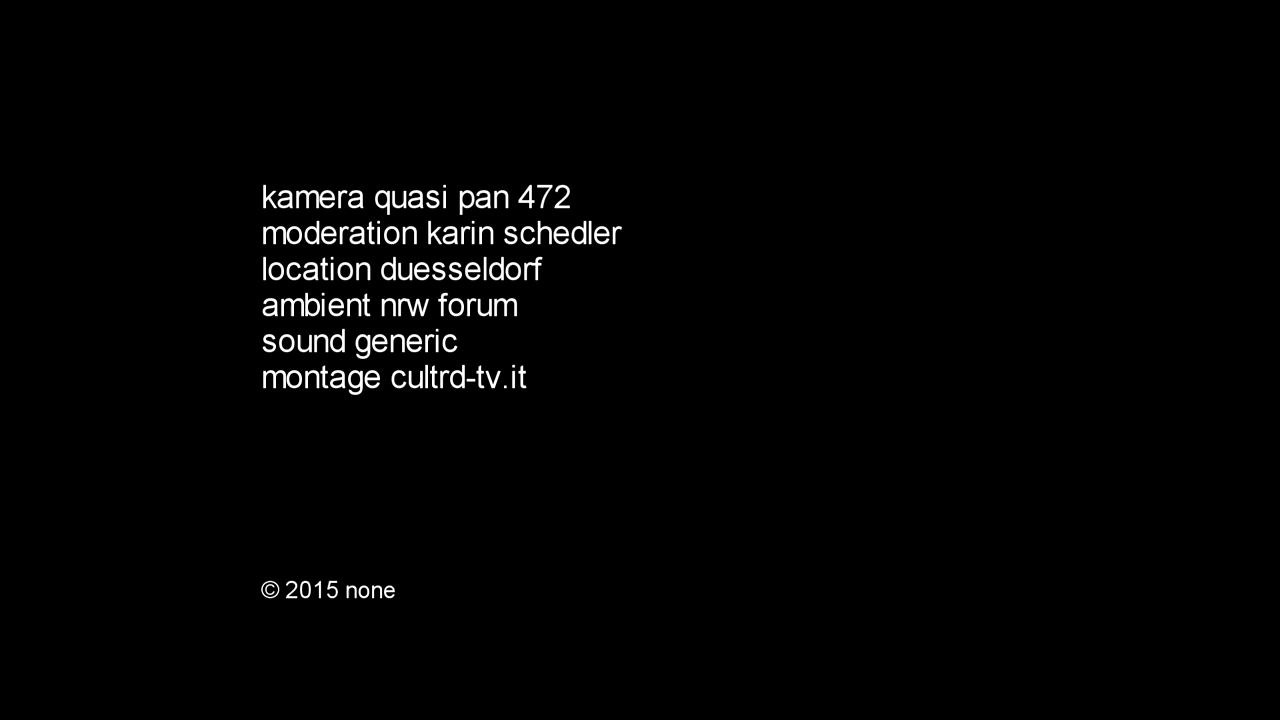 kamera quasi pan 472
moderation karin schedler
location duesseldorf
ambient nrw forum
sound generic
montage cultrd-tv.it
© 2015 none